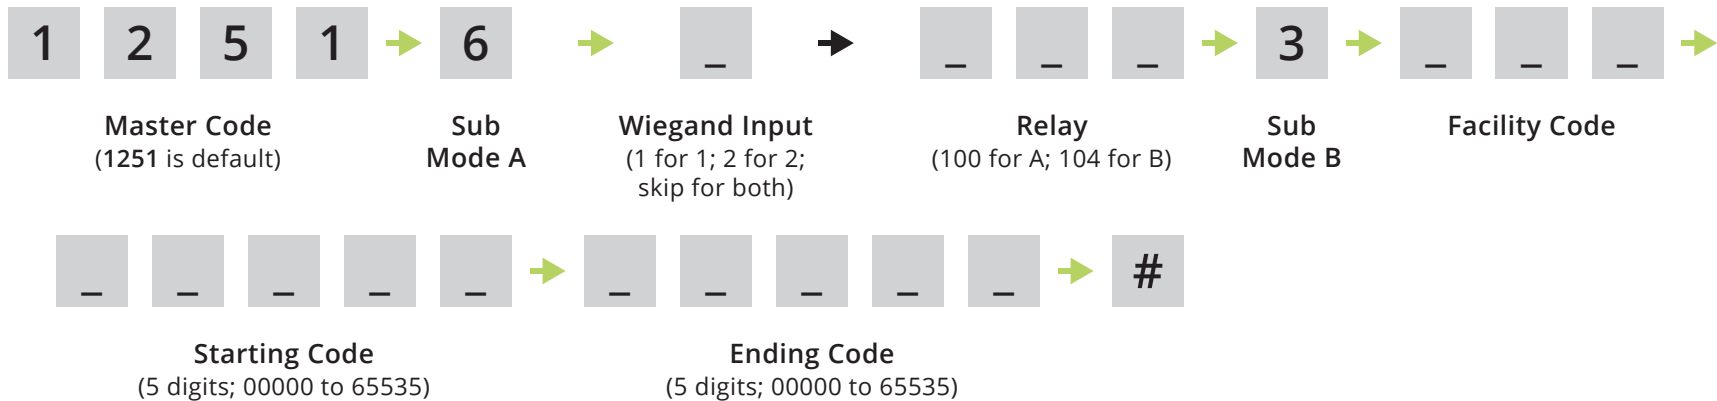 1 2 5 1 6 _ _ _ _ 3 _ _ _
Master Code Sub Wiegand Input Relay Sub Facility Code
(1251 is default) Mode A (1 for 1; 2 for 2; (100 for A; 104 for B) Mode B
skip for both)
_ _ _ _ _ _ _ _ _ _ #
Starting Code Ending Code
(5 digits; 00000 to 65535) (5 digits; 00000 to 65535)